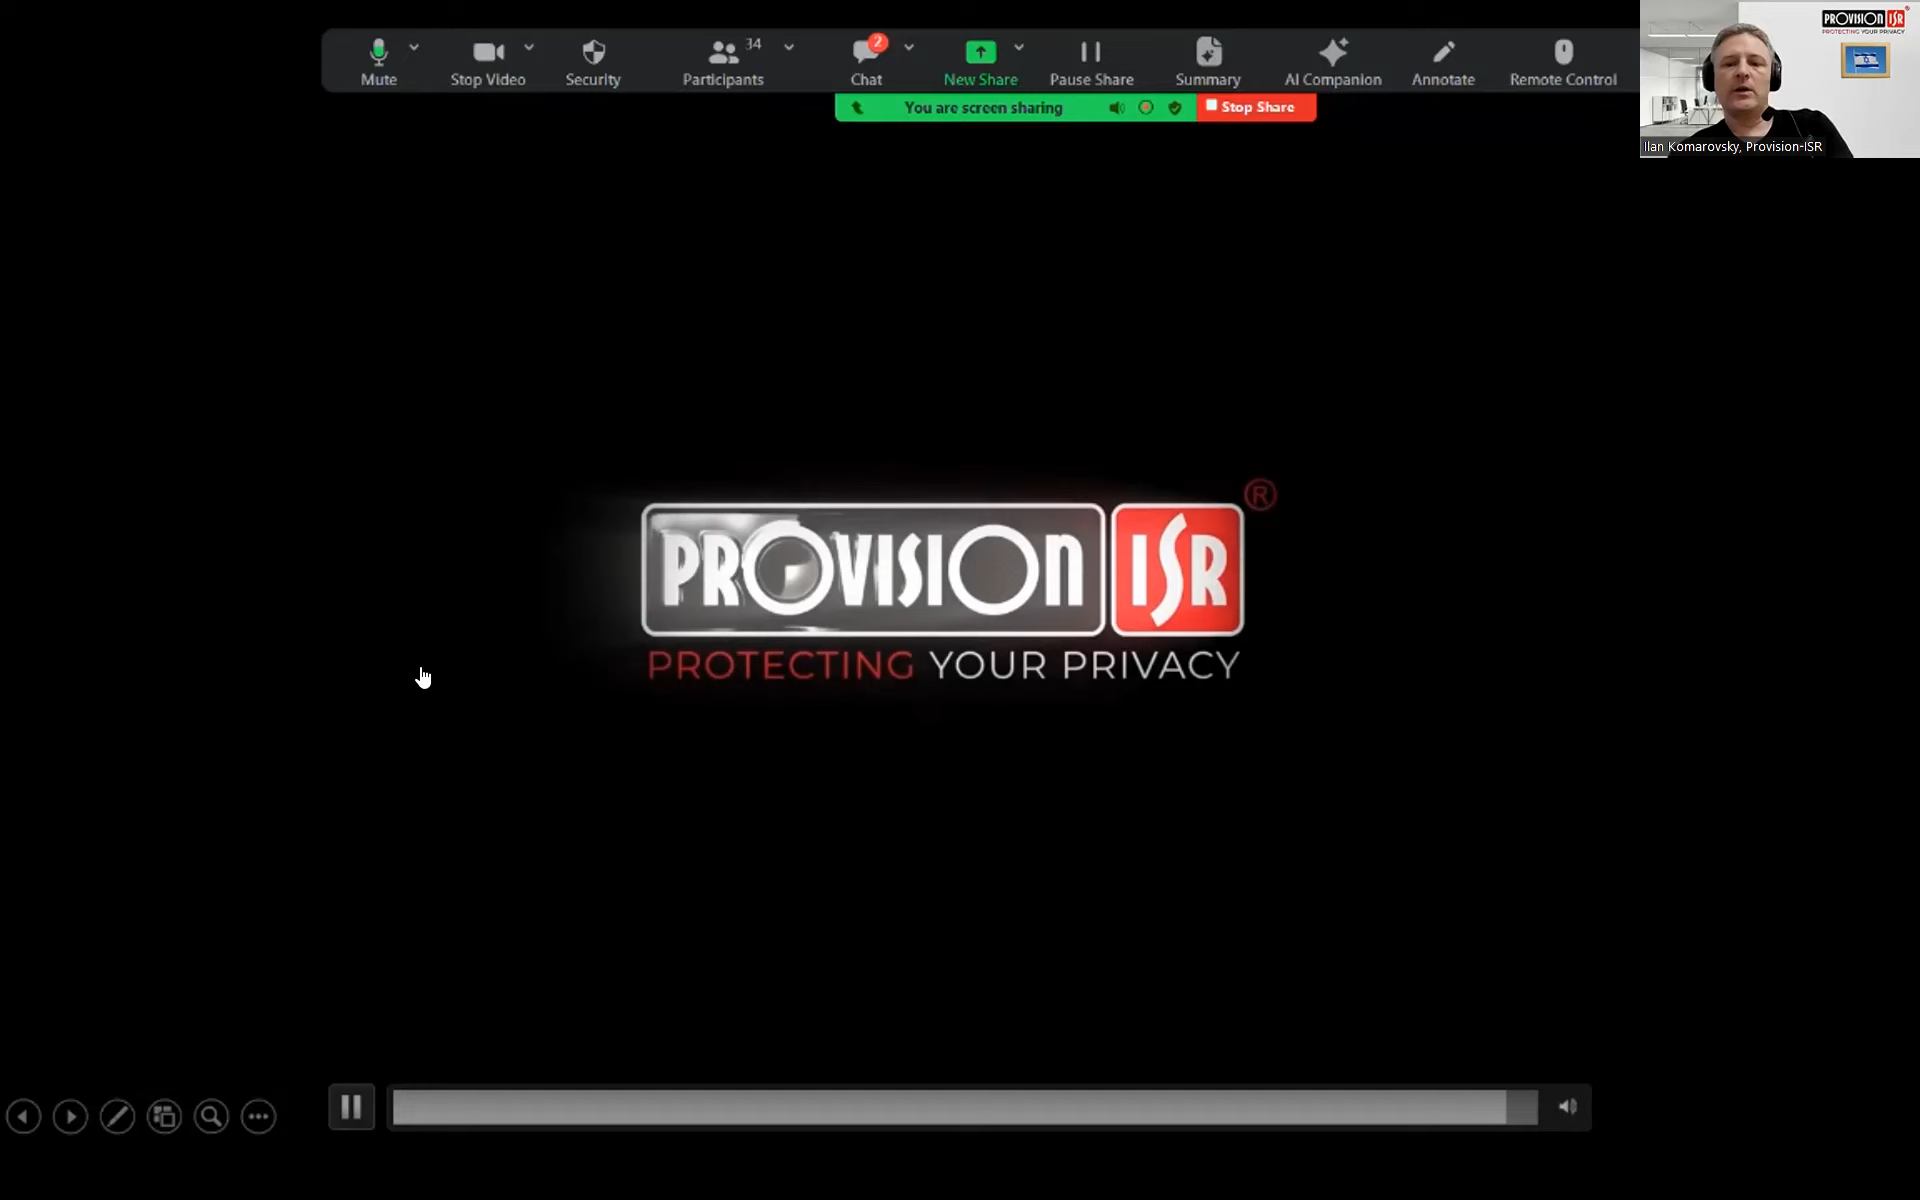 Mute
Stop Video
Security
Participants
34
Chat
2
New Share
Pause Share
Summary
AI Companion
Annotate
Remote Control
You are screen sharing
Stop Share
PROVISION ISR®
PROTECTING YOUR PRIVACY
Ilan Komarovsky, Provision-ISR
PROVISION ISR®
PROTECTING YOUR PRIVACY